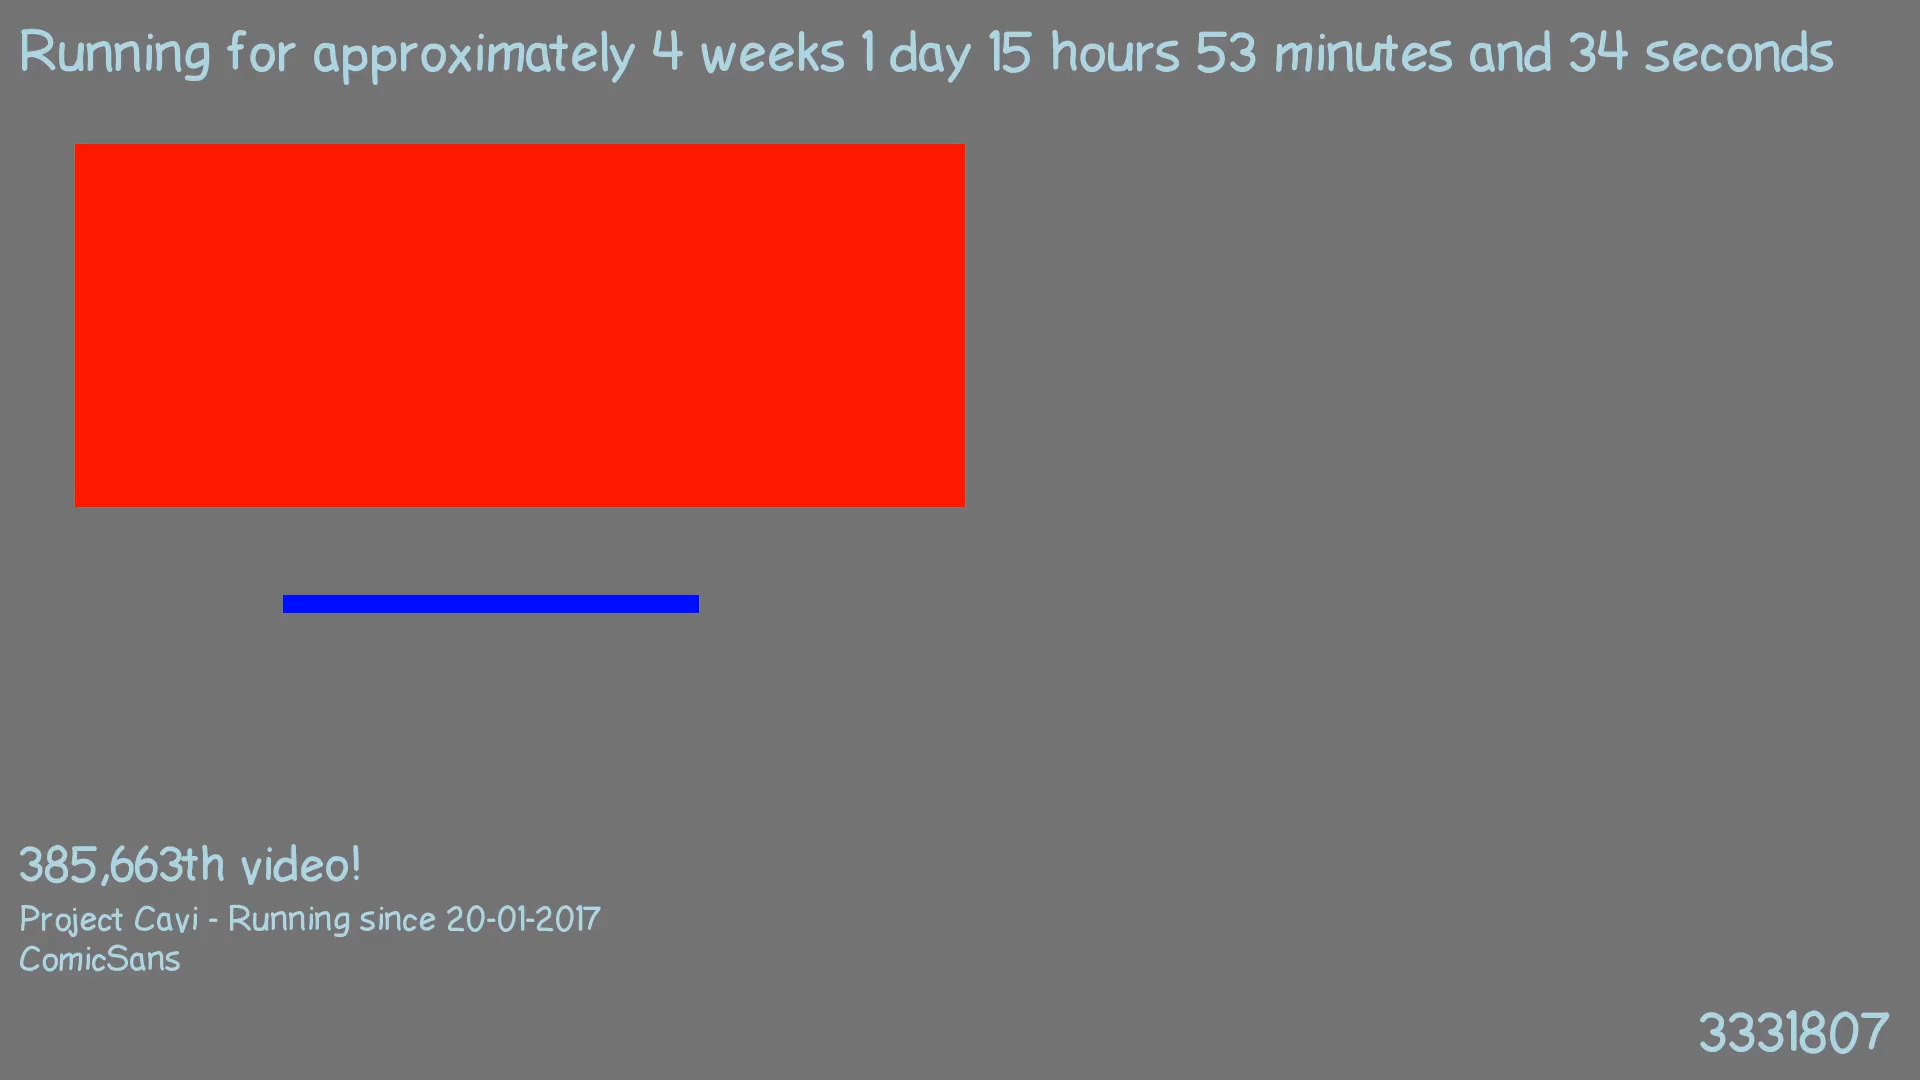 Running for approximately 4 weeks 1 day 15 hours 53 minutes and 34 seconds
385,663th video!
Project Cavi - Running since 20-01-2017
ComicSans
3331807